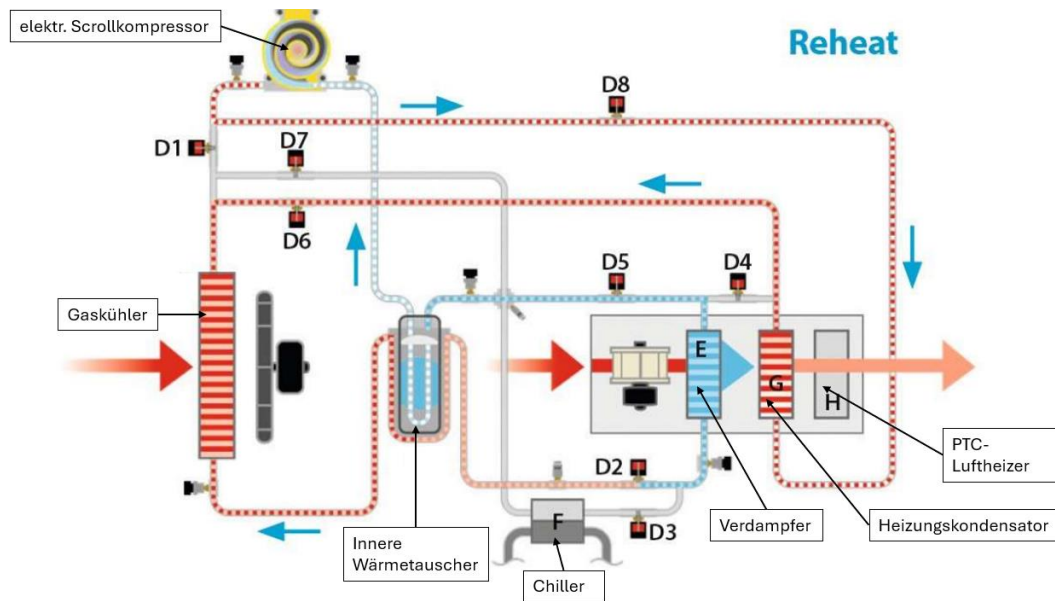 elektr. Scrollkompressor
Reheat
D8
D1
D7
D6
D5
D4
Gaskühler
E
G
H
PTC-
Luftheizer
D2
F
D3
Innere
Wärmetauscher
Verdampfer
Heizungskondensator
Chiller